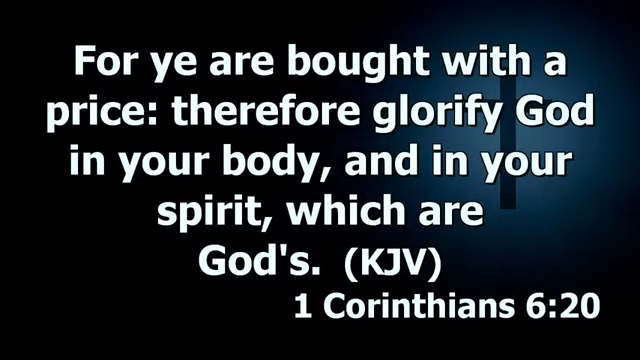 For ye are bought with a
price: therefore glorify God
in your body, and in your
spirit, which are
God's. (KJV)
1 Corinthians 6:20